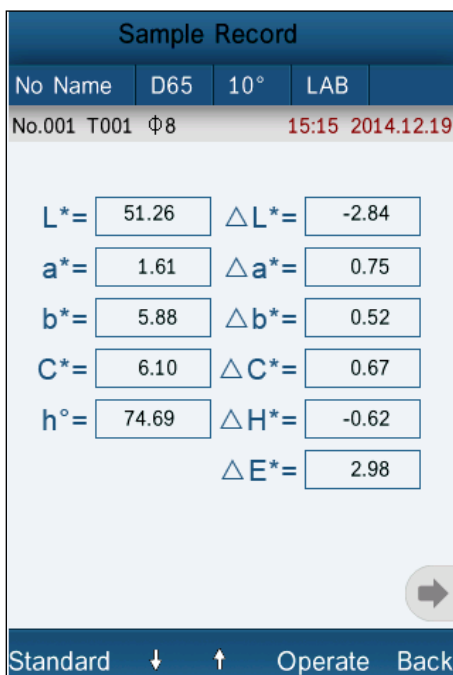 Sample Record
No Name D65 10° LAB
No.001 T001 Φ8 15:15 2014.12.19
L*= 51.26 △L*= -2.84
a*= 1.61 △a*= 0.75
b*= 5.88 △b*= 0.52
C*= 6.10 △C*= 0.67
h°= 74.69 △H*= -0.62
△E*= 2.98
Standard ↓ ↑ Operate Back